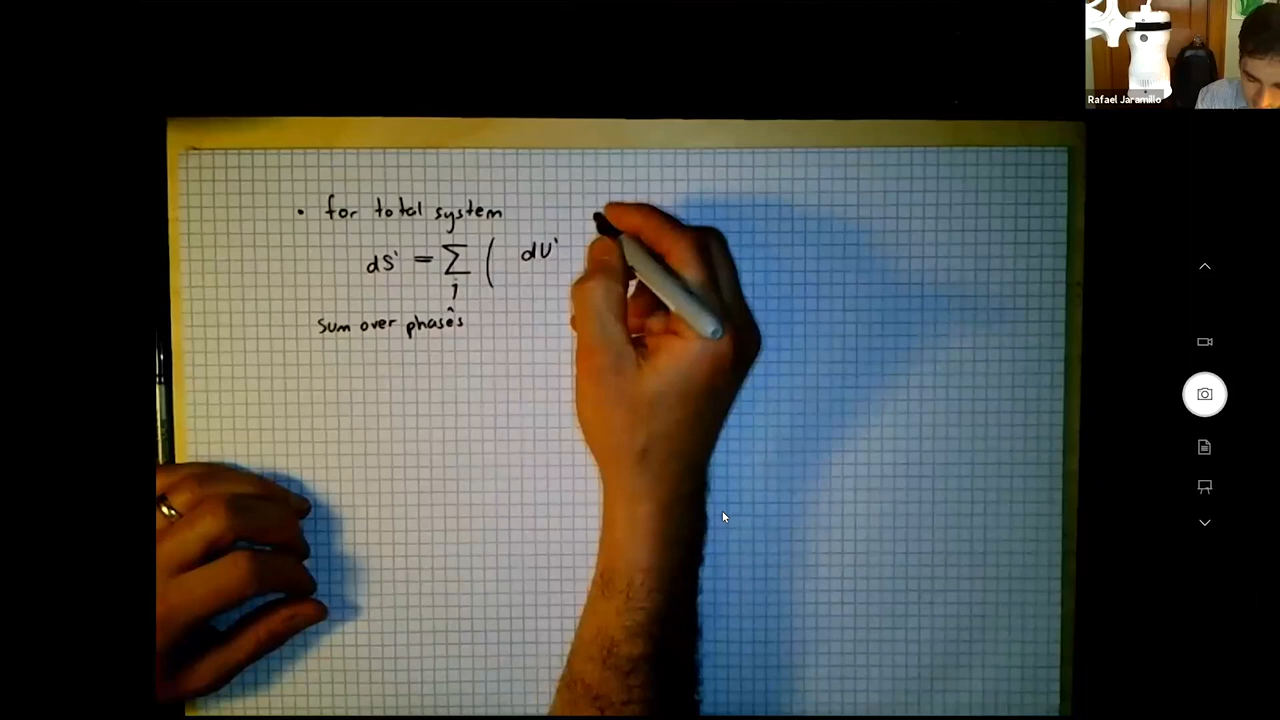 Rafael Jaramillo
• for total system
dS' = ∑ ( dU'
j
sum over phases